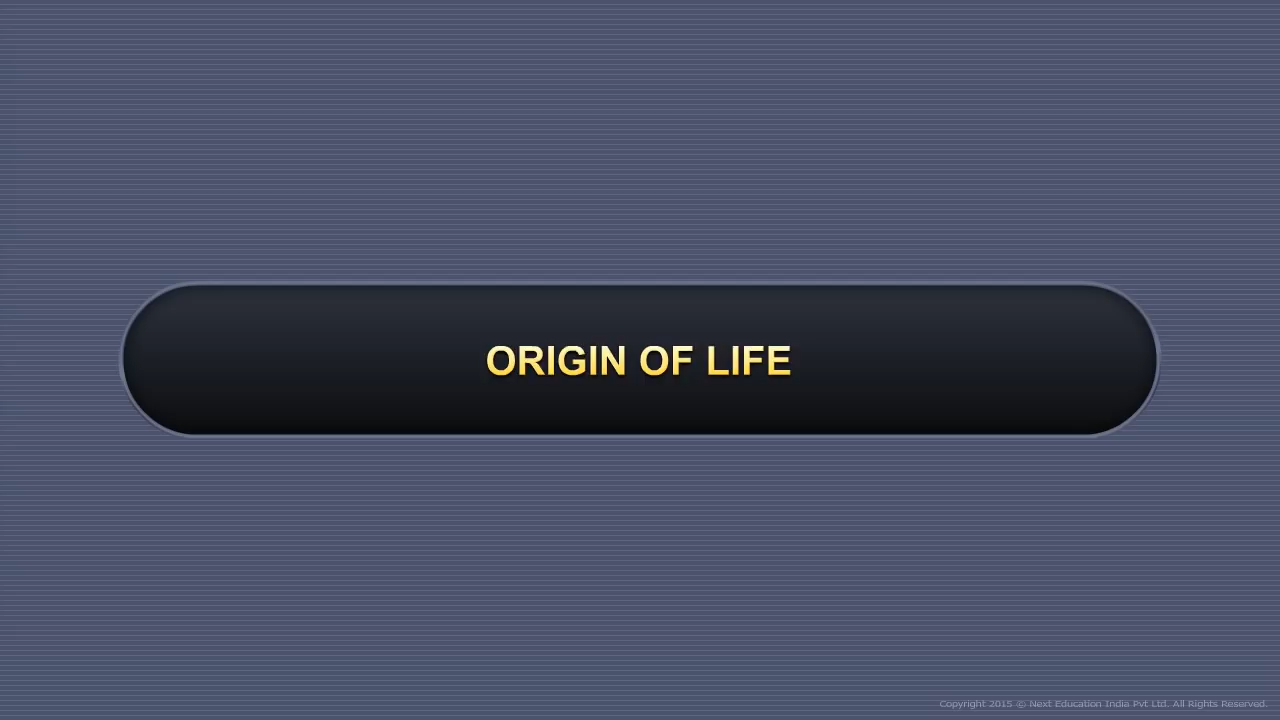 ORIGIN OF LIFE
Copyright 2015 © Next Education India Pvt Ltd. All Rights Reserved.